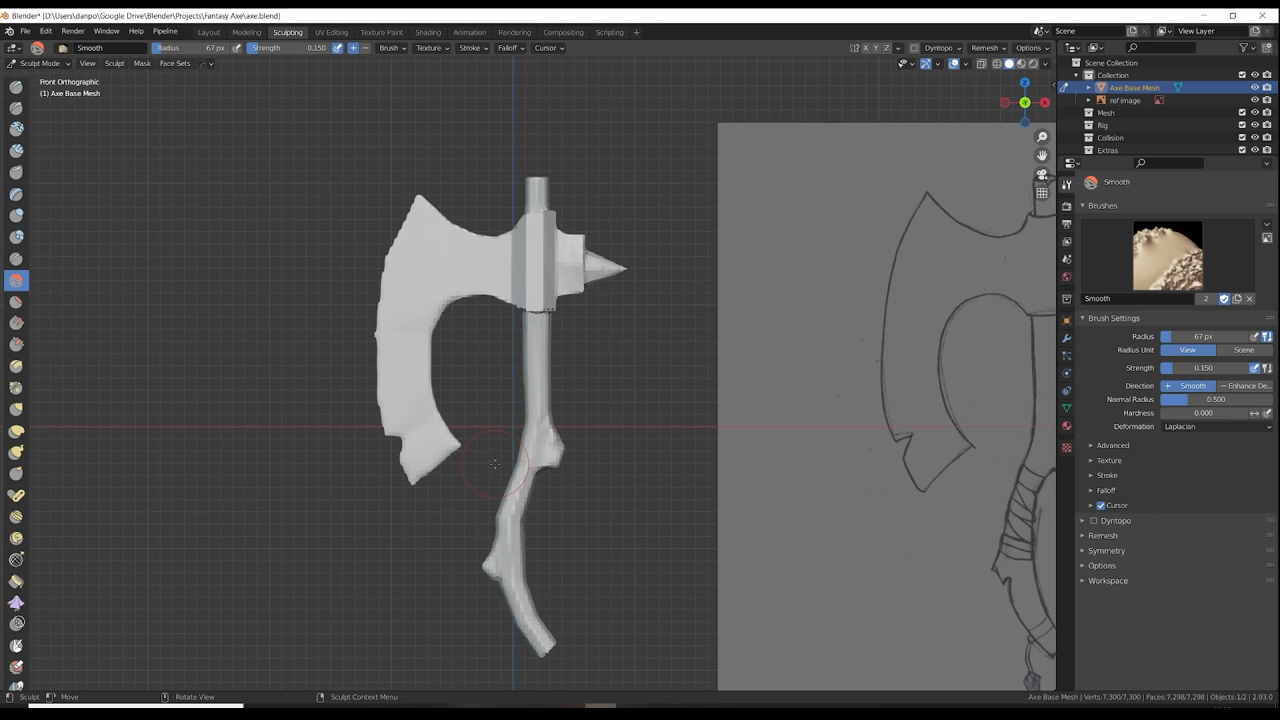 Blender* [D:\Users\danpo\Google Drive\Blender\Projects\Fantasy Axe\axe.blend]
File Edit Render Window Help Pipeline Layout Modeling Sculpting UV Editing Texture Paint Shading Animation Rendering Compositing Scripting + Scene View Layer
Smooth Radius 67 px Strength 0.150 + − Brush Texture Stroke Falloff Cursor X Y Z Dyntopo Remesh Options
Sculpt Mode View Sculpt Mask Face Sets
Front Orthographic
(1) Axe Base Mesh
Z
Y
X
Scene Collection
Collection
Axe Base Mesh
ref image
Mesh
Rig
Collision
Extras
Smooth
Brushes
Smooth 2
Brush Settings
Radius 67 px
Radius Unit View Scene
Strength 0.150
Direction + Smooth − Enhance De...
Normal Radius 0.500
Hardness 0.000
Deformation Laplacian
Advanced
Texture
Stroke
Falloff
Cursor
Dyntopo
Remesh
Symmetry
Options
Workspace
Sculpt Move Rotate View Sculpt Context Menu Axe Base Mesh | Verts:7,300/7,300 | Faces:7,298/7,298 | Objects:1/2 | 2.93.0